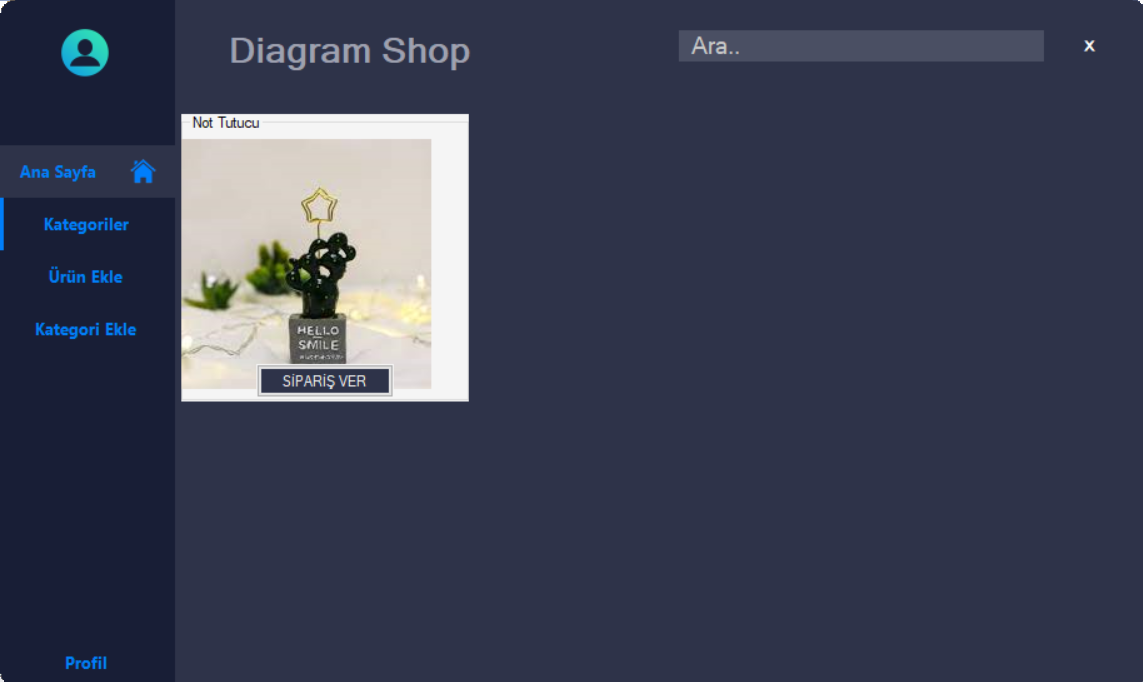 Diagram Shop
Ara..
x
Ana Sayfa
Kategoriler
Ürün Ekle
Kategori Ekle
Profil
Not Tutucu
HELLO
SMILE
SİPARİŞ VER